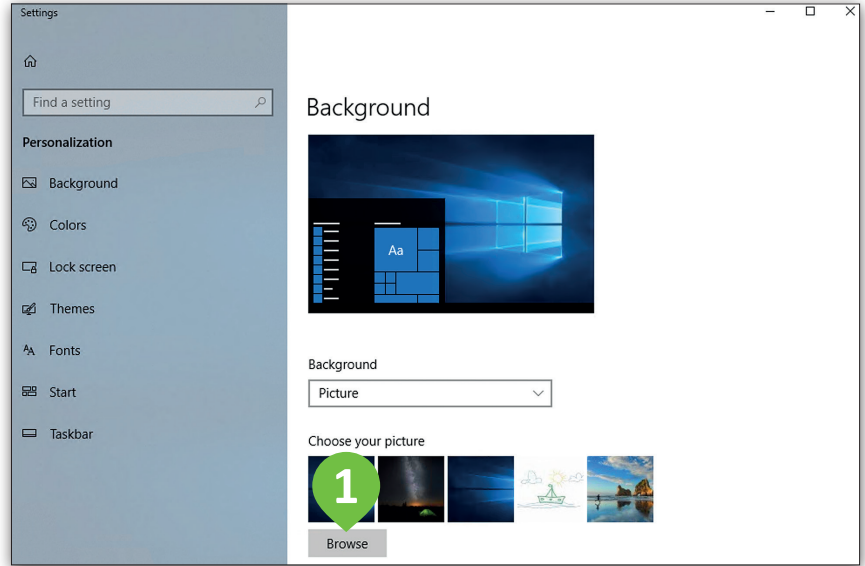 Settings
Find a setting
Personalization
Background
Colors
Lock screen
Themes
Fonts
Start
Taskbar
Background
Aa
Background
Picture
Choose your picture
1
Browse